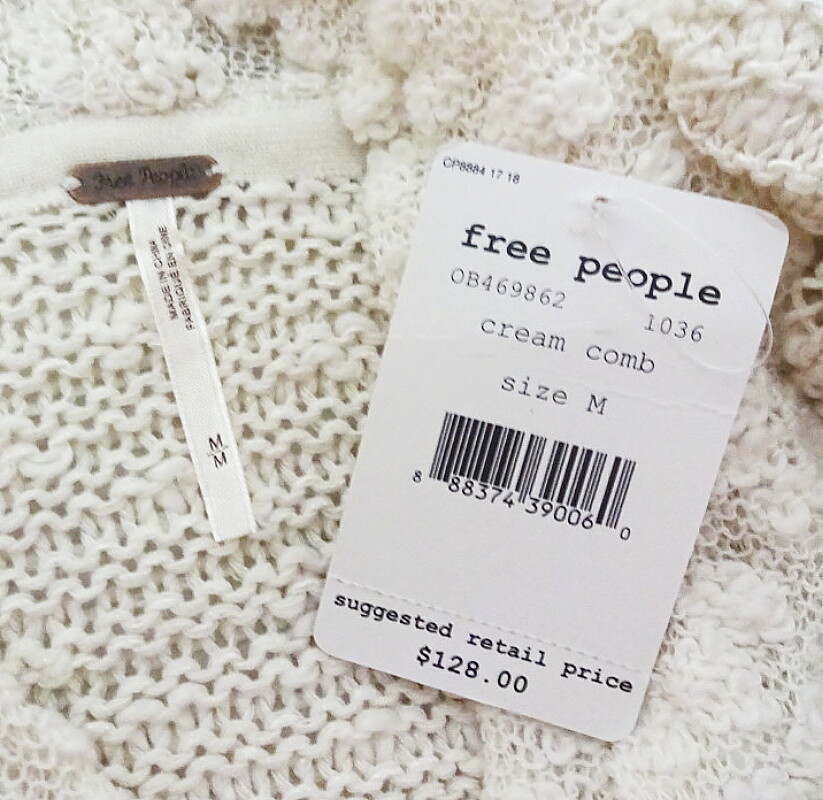 Free People
MADE IN CHINA
FABRIQUÉ EN CHINE
M
M
CP8884 17 18
free people
OB469862
1036
cream comb
size M
8 88374 39006 0
suggested retail price
$128.00